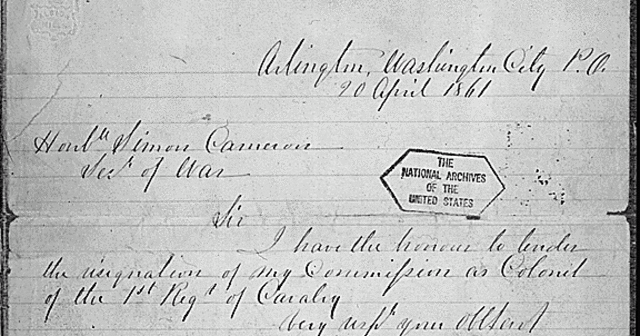 Arlington, Washington City P.O.
20 April 1861
Honble Simon Cameron
Secy of War
THE
NATIONAL ARCHIVES
OF THE
UNITED STATES
Sir
I have the honour to tender
the resignation of my Commission as Colonel
of the 1st Regt of Cavalry
Very respy your Obt Servt